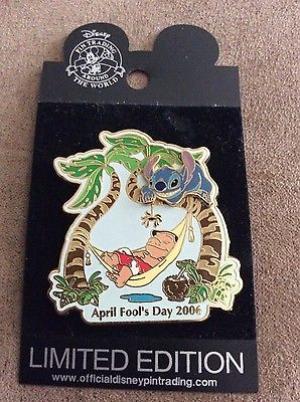 Disney
PIN TRADING
AROUND
THE WORLD
April Fool's Day 2006
LIMITED EDITION
www.officialdisneypintrading.com